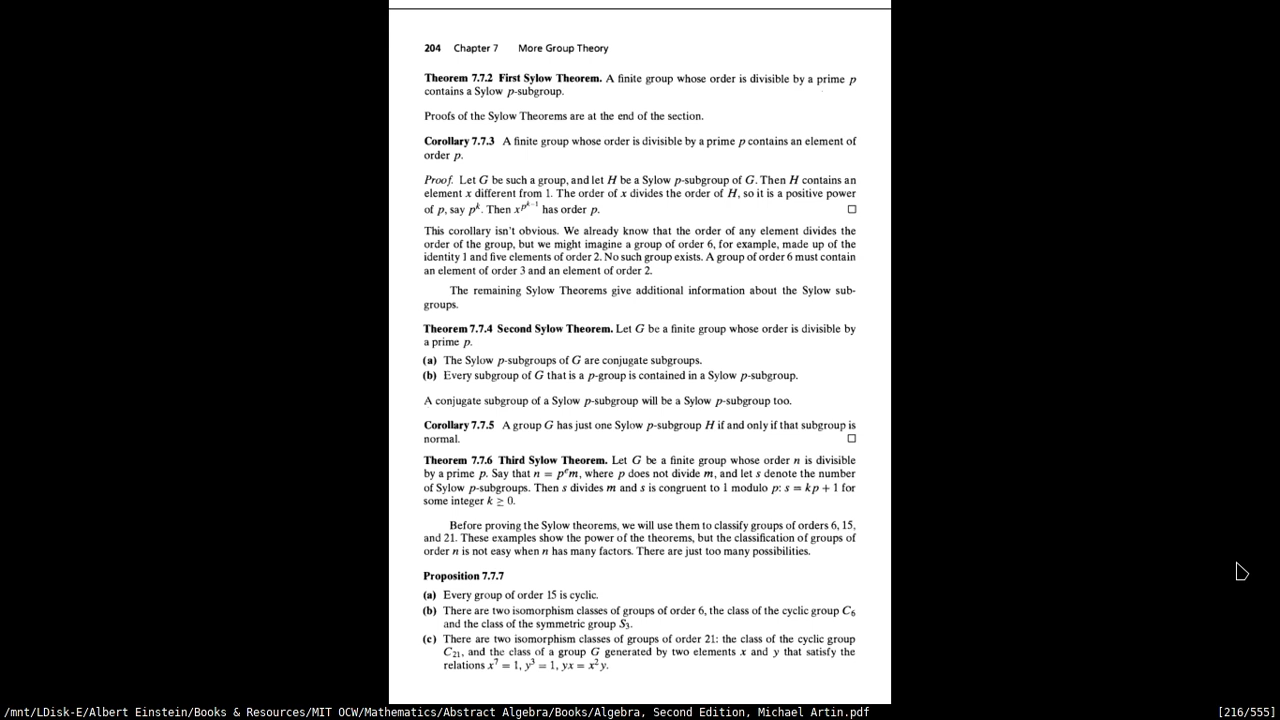 204 Chapter 7 More Group Theory
Theorem 7.7.2 First Sylow Theorem. A finite group whose order is divisible by a prime p
contains a Sylow p-subgroup.
Proofs of the Sylow Theorems are at the end of the section.
Corollary 7.7.3 A finite group whose order is divisible by a prime p contains an element of
order p.
Proof. Let G be such a group, and let H be a Sylow p-subgroup of G. Then H contains an
element x different from 1. The order of x divides the order of H, so it is a positive power
of p, say p^k. Then x^{p^{k-1}} has order p. □
This corollary isn't obvious. We already know that the order of any element divides the
order of the group, but we might imagine a group of order 6, for example, made up of the
identity 1 and five elements of order 2. No such group exists. A group of order 6 must contain
an element of order 3 and an element of order 2.
The remaining Sylow Theorems give additional information about the Sylow sub-
groups.
Theorem 7.7.4 Second Sylow Theorem. Let G be a finite group whose order is divisible by
a prime p.
(a) The Sylow p-subgroups of G are conjugate subgroups.
(b) Every subgroup of G that is a p-group is contained in a Sylow p-subgroup.
A conjugate subgroup of a Sylow p-subgroup will be a Sylow p-subgroup too.
Corollary 7.7.5 A group G has just one Sylow p-subgroup H if and only if that subgroup is
normal. □
Theorem 7.7.6 Third Sylow Theorem. Let G be a finite group whose order n is divisible
by a prime p. Say that n = p^e m, where p does not divide m, and let s denote the number
of Sylow p-subgroups. Then s divides m and s is congruent to 1 modulo p: s = kp + 1 for
some integer k ≥ 0.
Before proving the Sylow theorems, we will use them to classify groups of orders 6, 15,
and 21. These examples show the power of the theorems, but the classification of groups of
order n is not easy when n has many factors. There are just too many possibilities.
Proposition 7.7.7
(a) Every group of order 15 is cyclic.
(b) There are two isomorphism classes of groups of order 6, the class of the cyclic group C₆
and the class of the symmetric group S₃.
(c) There are two isomorphism classes of groups of order 21: the class of the cyclic group
C₂₁, and the class of a group G generated by two elements x and y that satisfy the
relations x⁷ = 1, y³ = 1, yx = x²y.
/mnt/LDisk-E/Albert Einstein/Books & Resources/MIT OCW/Mathematics/Abstract Algebra/Books/Algebra, Second Edition, Michael Artin.pdf [216/555]